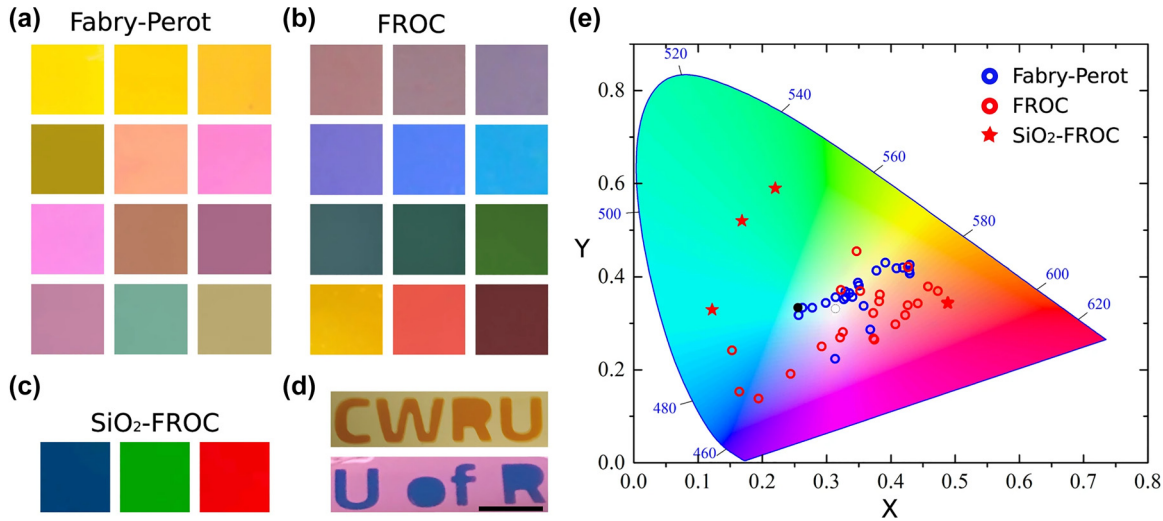 (a) Fabry-Perot
(b) FROC
(c) SiO₂-FROC
(d)
CWRU
U of R
(e)
Fabry-Perot
FROC
SiO₂-FROC
Y
0.8
0.6
0.4
0.2
0.0
0.0 0.1 0.2 0.3 0.4 0.5 0.6 0.7 0.8
X
520
540
560
580
600
620
500
480
460